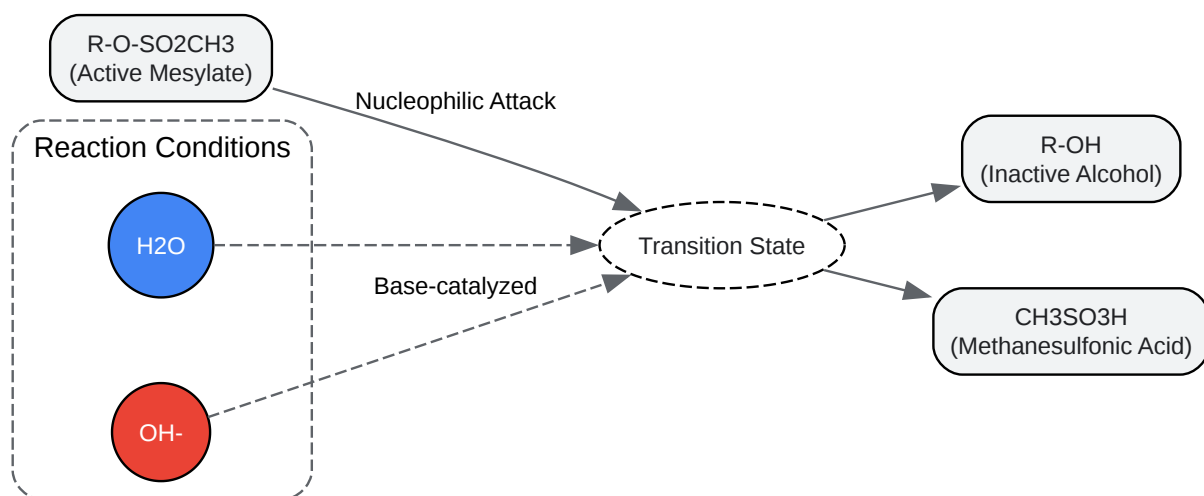 R-O-SO2CH3
(Active Mesylate)
Nucleophilic Attack
Reaction Conditions
R-OH
(Inactive Alcohol)
H2O
Transition State
Base-catalyzed
CH3SO3H
(Methanesulfonic Acid)
OH-